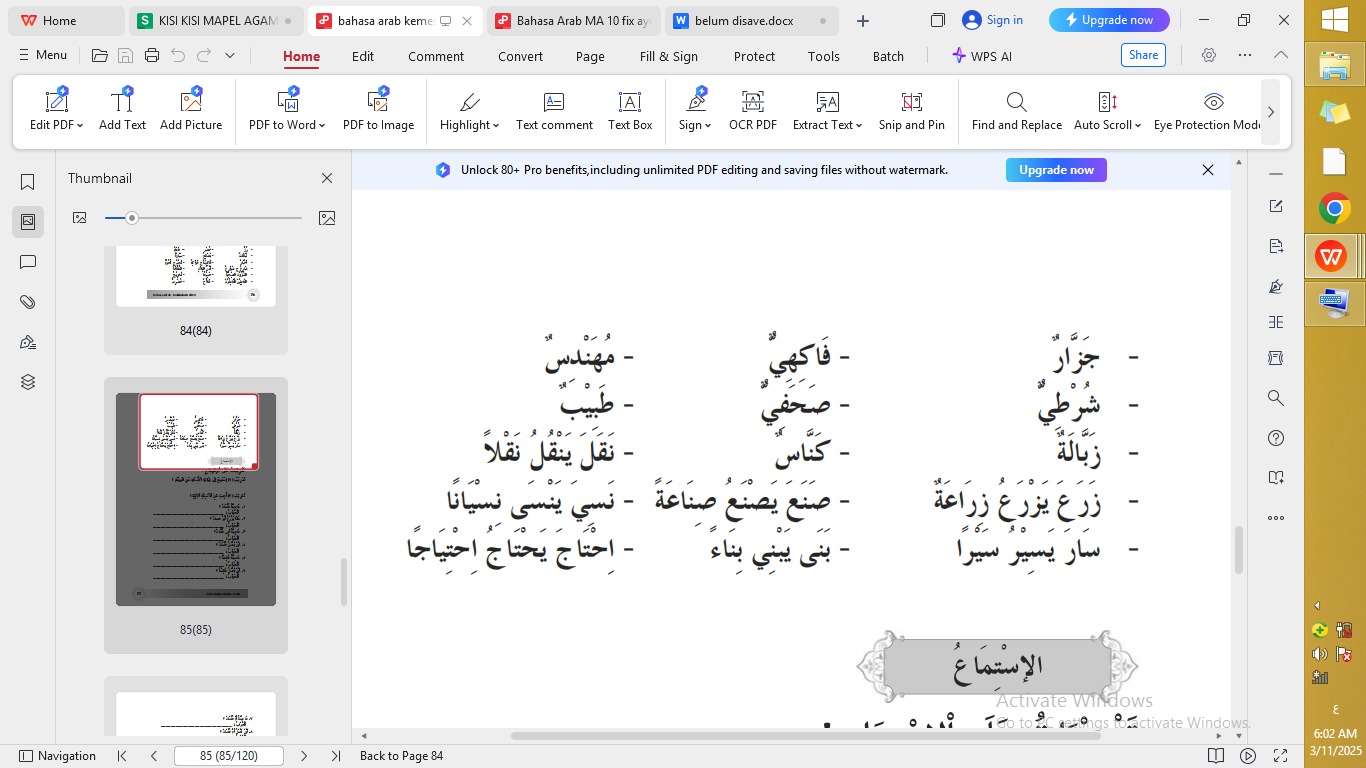 Home
KISI KISI MAPEL AGAM
bahasa arab keme
Bahasa Arab MA 10 fix ay
belum disave.docx
Sign in
Upgrade now
Menu
Home Edit Comment Convert Page Fill & Sign Protect Tools Batch WPS AI
Share
Edit PDF Add Text Add Picture PDF to Word PDF to Image Highlight Text comment Text Box Sign OCR PDF Extract Text Snip and Pin Find and Replace Auto Scroll Eye Protection Mode
Thumbnail
Unlock 80+ Pro benefits,including unlimited PDF editing and saving files without watermark.
Upgrade now
84(84)
85(85)
- جَزَّارٌ - فَاكِهِيٌّ - مُهَنْدِسٌ
- شُرْطِيٌّ - صَحَفِيٌّ - طَبِيْبٌ
- زَبَّالَةٌ - كَنَّاسٌ - نَقَلَ يَنْقُلُ نَقْلاً
- زَرَعَ يَزْرَعُ زِرَاعَةٌ - صَنَعَ يَصْنَعُ صِنَاعَةً - نَسِيَ يَنْسَى نِسْيَانًا
- سَارَ يَسِيْرُ سَيْرًا - بَنَى يَبْنِي بِنَاءً - اِحْتَاجَ يَحْتَاجُ اِحْتِيَاجًا
الإسْتِمَاعُ
Activate Windows
Go to PC settings to activate Windows.
Navigation
85 (85/120)
Back to Page 84
ع
6:02 AM
3/11/2025